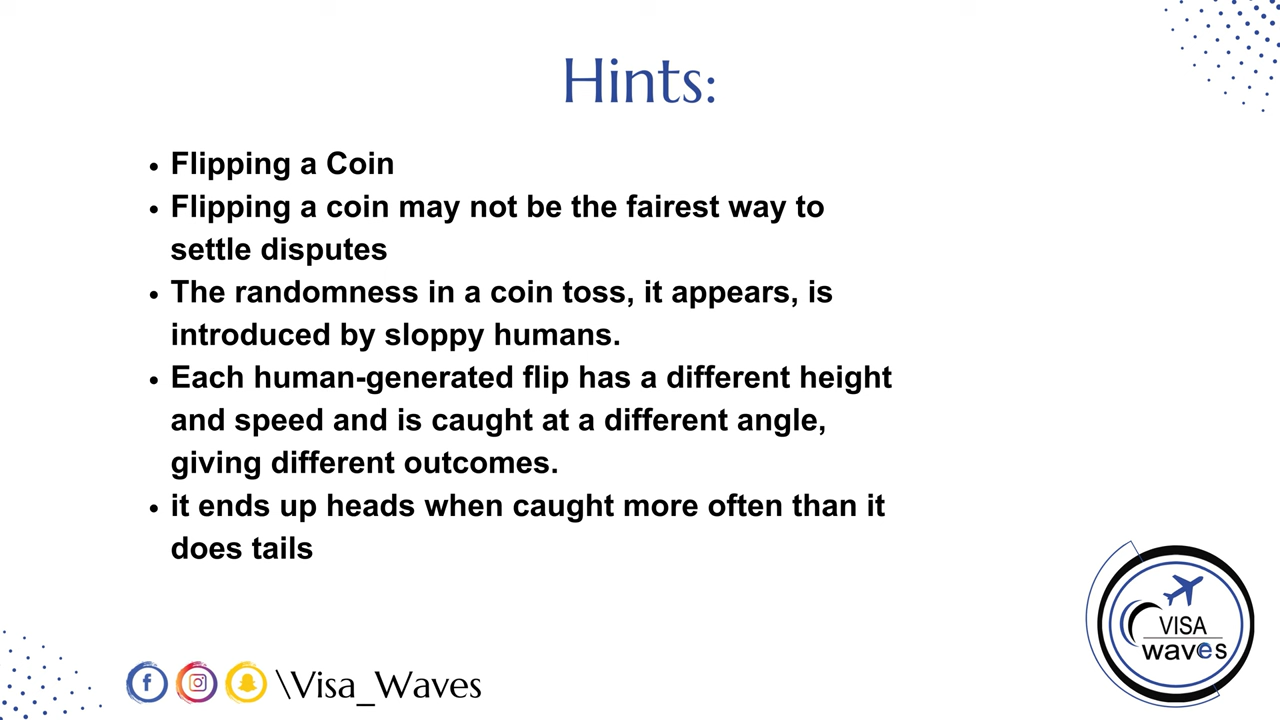 Hints:
• Flipping a Coin
• Flipping a coin may not be the fairest way to
settle disputes
• The randomness in a coin toss, it appears, is
introduced by sloppy humans.
• Each human-generated flip has a different height
and speed and is caught at a different angle,
giving different outcomes.
• it ends up heads when caught more often than it
does tails
\Visa_Waves
VISA
waves